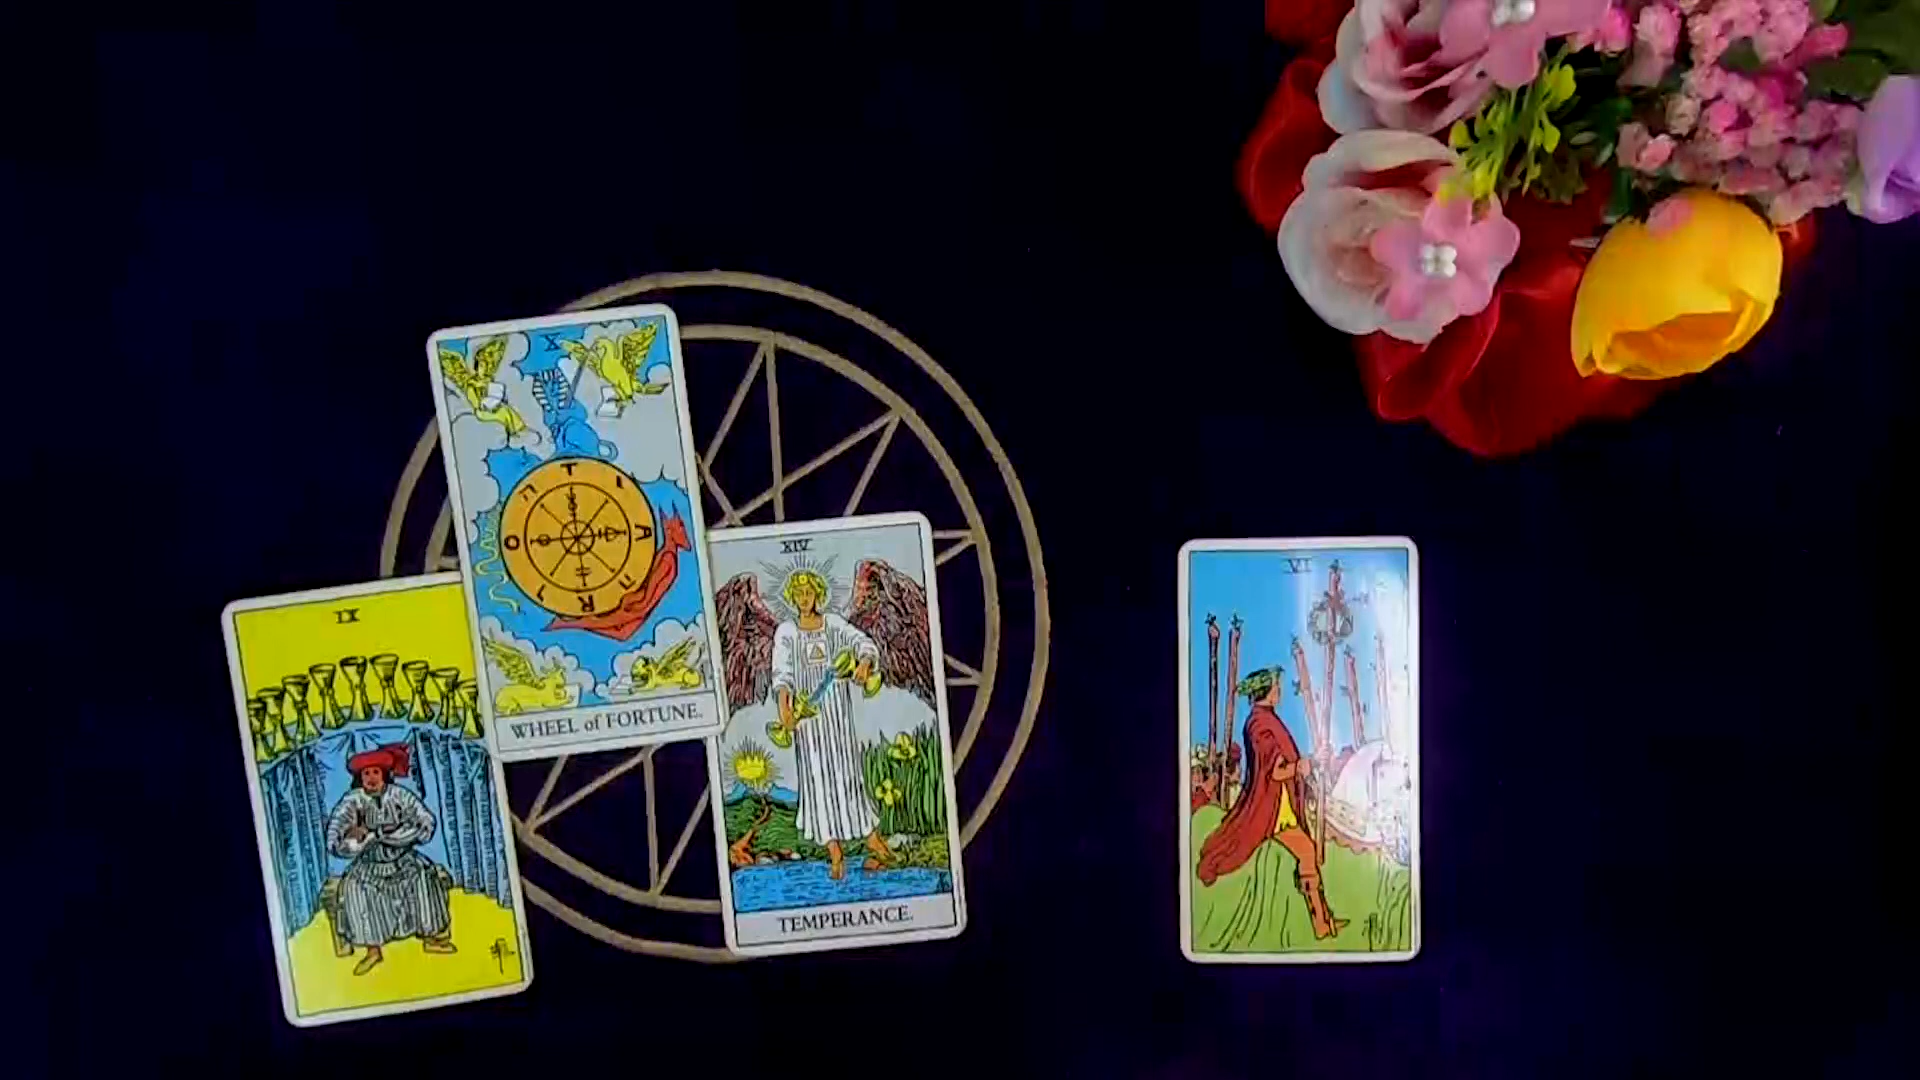 X
T
A
R
O
WHEEL of FORTUNE.
IX
XIV
TEMPERANCE.
VI